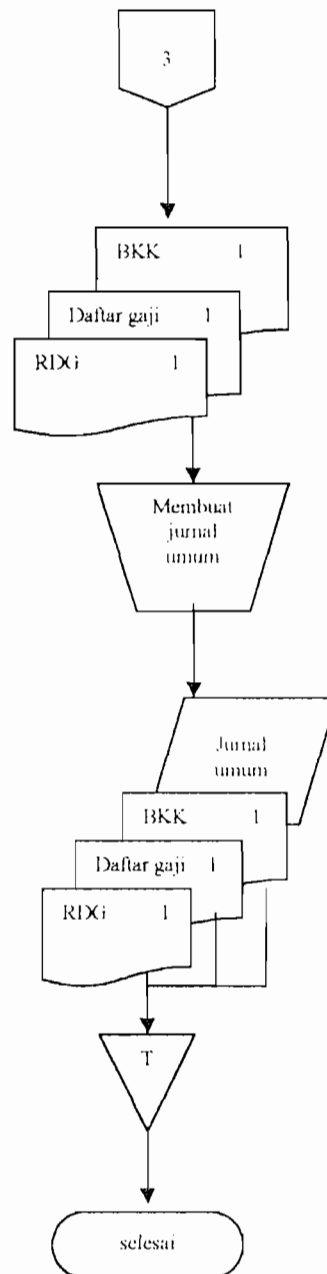 3
BKK 1
Daftar gaji 1
RDG 1
Membuat
jurnal
umum
Jurnal
umum
BKK 1
Daftar gaji 1
RDG 1
T
selesai